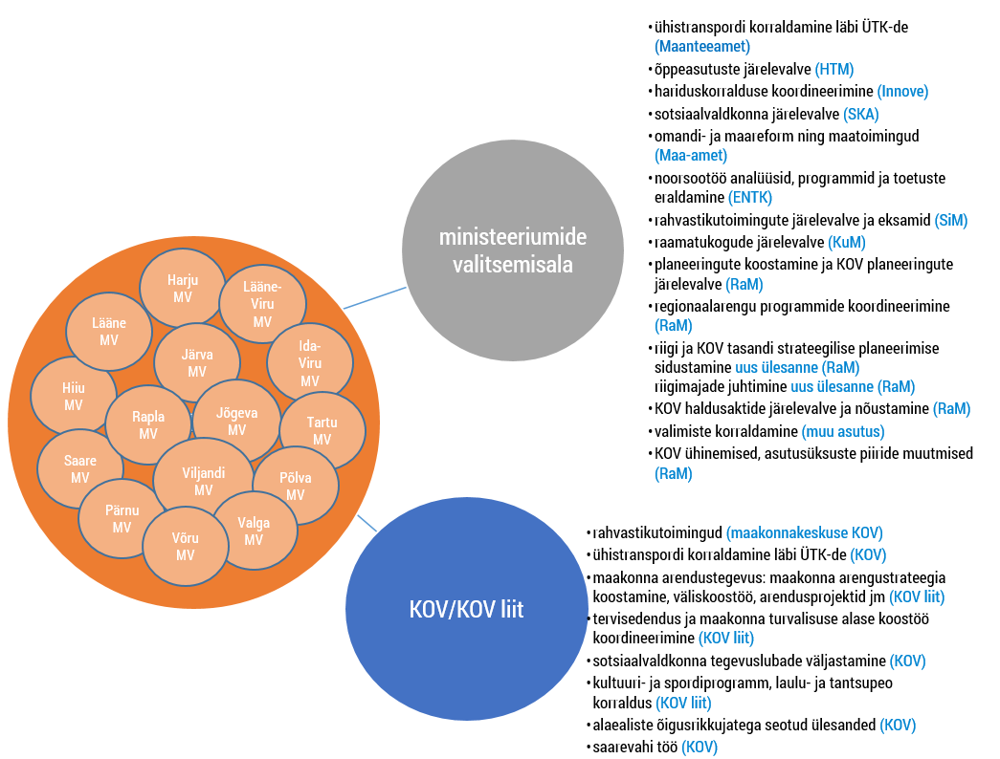 •ühistranspordi korraldamine läbi ÜTK-de
(Maanteeamet)
•õppeasutuste järelevalve (HTM)
•hariduskorralduse koordineerimine (Innove)
•sotsiaalvaldkonna järelevalve (SKA)
•omandi- ja maareform ning maatoimingud
(Maa-amet)
•noorsootöö analüüsid, programmid ja toetuste
eraldamine (ENTK)
•rahvastikutoimingute järelevalve ja eksamid (SiM)
•raamatukogude järelevalve (KuM)
•planeeringute koostamine ja KOV planeeringute
järelevalve (RaM)
•regionaalarengu programmide koordineerimine
(RaM)
•riigi ja KOV tasandi strateegilise planeerimise
sidustamine uus ülesanne (RaM)
riigimajade juhtimine uus ülesanne (RaM)
•KOV haldusaktide järelevalve ja nõustamine (RaM)
•valimiste korraldamine (muu asutus)
•KOV ühinemised, asutusüksuste piiride muutmised
(RaM)
ministeeriumide
valitsemisala
Harju
MV
Lääne-
Viru
MV
Lääne
MV
Järva
MV
Ida-
Viru
MV
Hiiu
MV
Rapla
MV
Jõgeva
MV
Tartu
MV
Saare
MV
Viljandi
MV
Põlva
MV
Pärnu
MV
Valga
MV
Võru
MV
KOV/KOV liit
•rahvastikutoimingud (maakonnakeskuse KOV)
•ühistranspordi korraldamine läbi ÜTK-de (KOV)
•maakonna arendustegevus: maakonna arengustrateegia
koostamine, väliskoostöö, arendusprojektid jm (KOV liit)
•tervisedendus ja maakonna turvalisuse alase koostöö
koordineerimine (KOV liit)
•sotsiaalvaldkonna tegevuslubade väljastamine (KOV)
•kultuuri- ja spordiprogramm, laulu- ja tantsupeo
korraldus (KOV liit)
•alaealiste õigusrikkujatega seotud ülesanded (KOV)
•saarevahi töö (KOV)